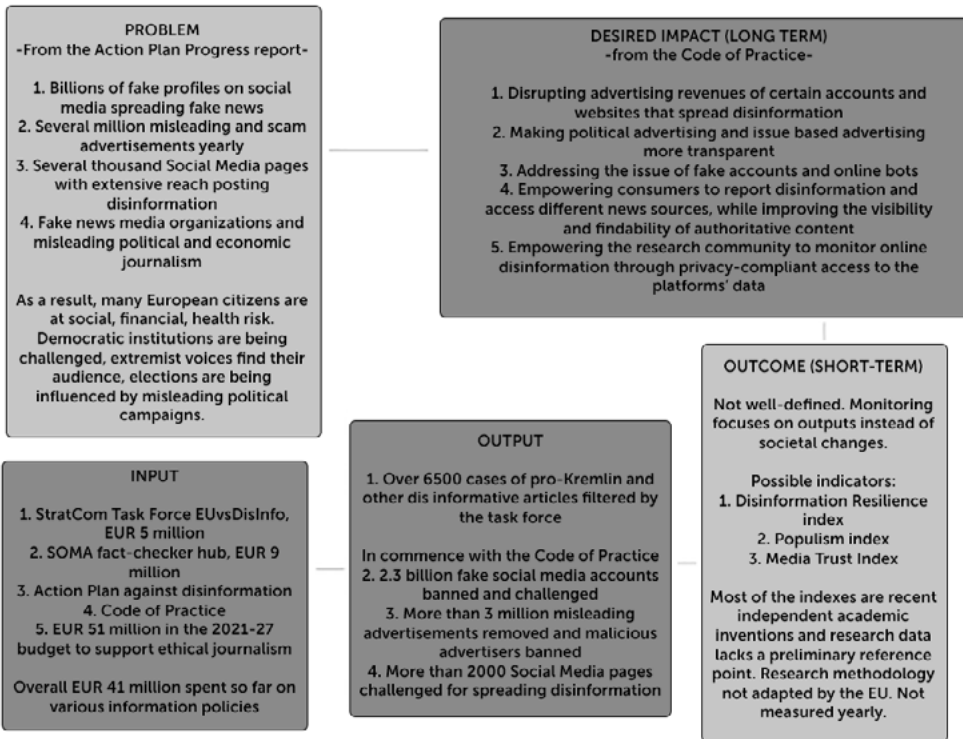 PROBLEM
-From the Action Plan Progress report-
1. Billions of fake profiles on social
media spreading fake news
2. Several million misleading and scam
advertisements yearly
3. Several thousand Social Media pages
with extensive reach posting
disinformation
4. Fake news media organizations and
misleading political and economic
journalism
As a result, many European citizens are
at social, financial, health risk.
Democratic institutions are being
challenged, extremist voices find their
audience, elections are being
influenced by misleading political
campaigns.
DESIRED IMPACT (LONG TERM)
-from the Code of Practice-
1. Disrupting advertising revenues of certain accounts and
websites that spread disinformation
2. Making political advertising and issue based advertising
more transparent
3. Addressing the issue of fake accounts and online bots
4. Empowering consumers to report disinformation and
access different news sources, while improving the visibility
and findability of authoritative content
5. Empowering the research community to monitor online
disinformation through privacy-compliant access to the
platforms' data
INPUT
1. StratCom Task Force EUvsDisInfo,
EUR 5 million
2. SOMA fact-checker hub, EUR 9
million
3. Action Plan against disinformation
4. Code of Practice
5. EUR 51 million in the 2021-27
budget to support ethical journalism
Overall EUR 41 million spent so far on
various information policies
OUTPUT
1. Over 6500 cases of pro-Kremlin and
other dis informative articles filtered by
the task force
In commence with the Code of Practice
2. 2.3 billion fake social media accounts
banned and challenged
3. More than 3 million misleading
advertisements removed and malicious
advertisers banned
4. More than 2000 Social Media pages
challenged for spreading disinformation
OUTCOME (SHORT-TERM)
Not well-defined. Monitoring
focuses on outputs instead of
societal changes.
Possible indicators:
1. Disinformation Resilience
index
2. Populism index
3. Media Trust Index
Most of the indexes are recent
independent academic
inventions and research data
lacks a preliminary reference
point. Research methodology
not adapted by the EU. Not
measured yearly.